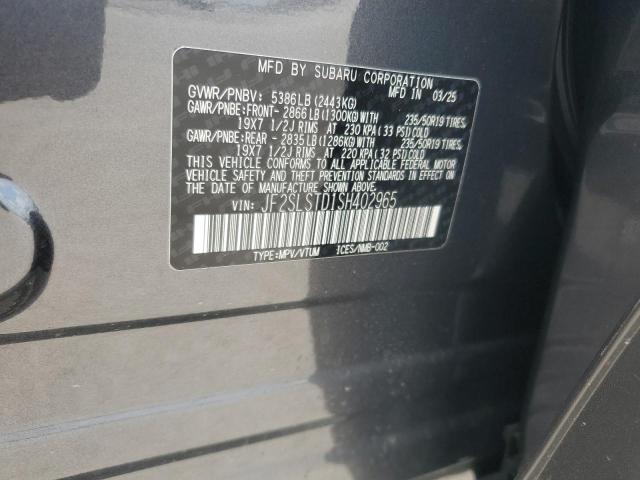 MFD BY SUBARU CORPORATION
GVWR/PNBV: 5386LB(2443KG) MFD IN 03/25
GAWR/PNBE:FRONT- 2866LB(1300KG)WITH 235/50R19 TIRES,
19X7 1/2J RIMS AT 230 KPA(33 PSI)COLD
GAWR/PNBE:REAR - 2835LB(1286KG)WITH 235/50R19 TIRES,
19X7 1/2J RIMS AT 220 KPA(32 PSI)COLD
THIS VEHICLE CONFORMS TO ALL APPLICABLE FEDERAL MOTOR
VEHICLE SAFETY AND THEFT PREVENTION STANDARDS IN EFFECT
ON THE DATE OF MANUFACTURE SHOWN ABOVE.
VIN: JF2SLSTD1SH402965
TYPE:MPV/VTUM ICES/NMB-002